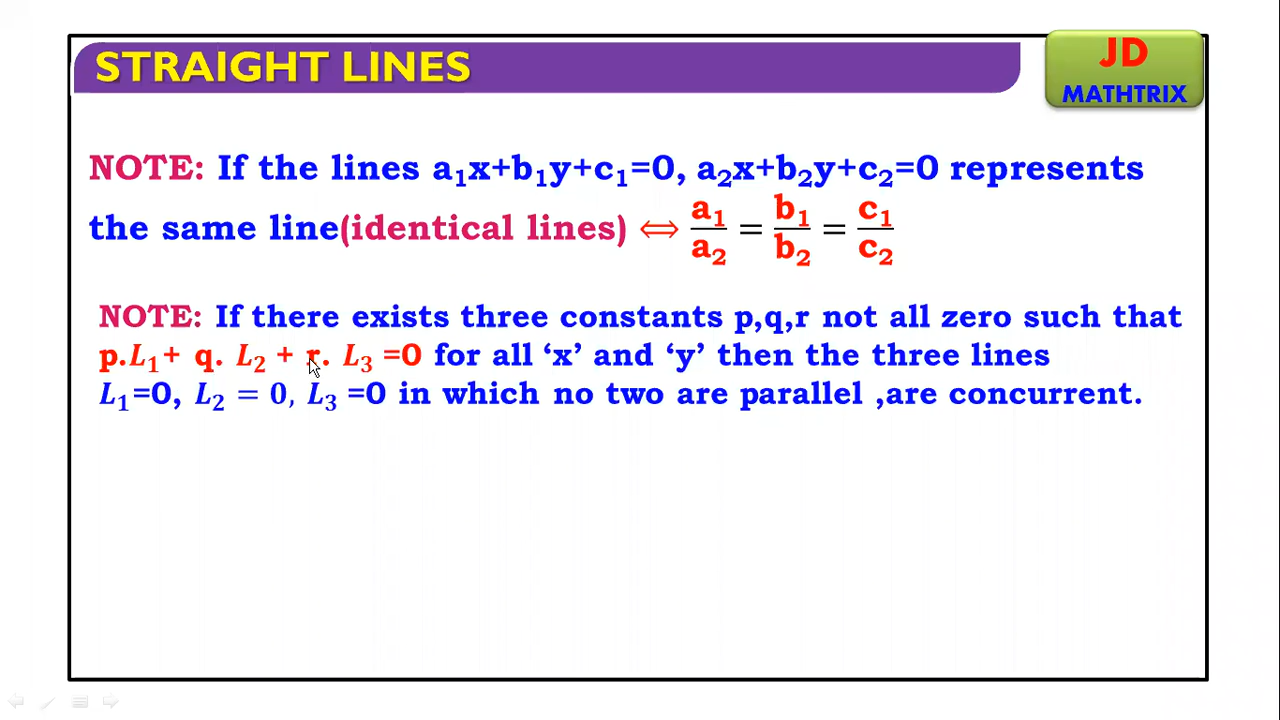 STRAIGHT LINES
JD
MATHTRIX
NOTE: If the lines a₁x+b₁y+c₁=0, a₂x+b₂y+c₂=0 represents
the same line(identical lines) ⇔ a₁/a₂ = b₁/b₂ = c₁/c₂
NOTE: If there exists three constants p,q,r not all zero such that
p.L₁+ q. L₂ + r. L₃ =0 for all ‘x’ and ‘y’ then the three lines
L₁=0, L₂ = 0, L₃ =0 in which no two are parallel ,are concurrent.